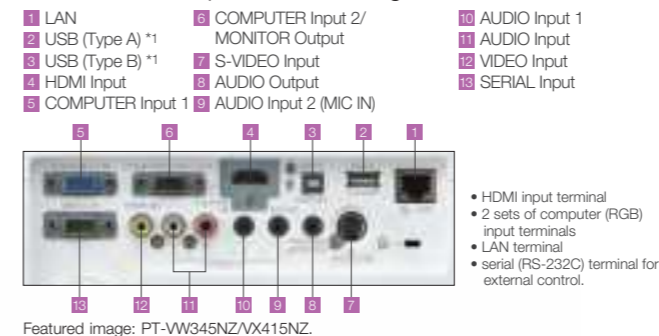 1 LAN
2 USB (Type A) *1
3 USB (Type B) *1
4 HDMI Input
5 COMPUTER Input 1
6 COMPUTER Input 2/
MONITOR Output
7 S-VIDEO Input
8 AUDIO Output
9 AUDIO Input 2 (MIC IN)
10 AUDIO Input 1
11 AUDIO Input
12 VIDEO Input
13 SERIAL Input
5 6 4 3 2 1
• HDMI input terminal
• 2 sets of computer (RGB)
input terminals
• LAN terminal
• serial (RS-232C) terminal for
external control.
13 12 11 10 9 8 7
Featured image: PT-VW345NZ/VX415NZ.